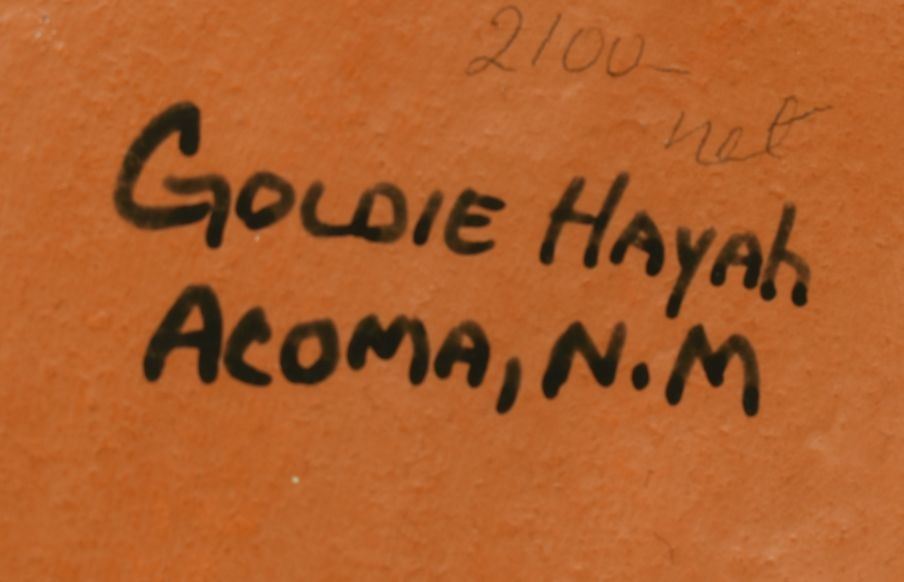 2100-
net
GOLDIE HAYAh
ACOMA, N.M